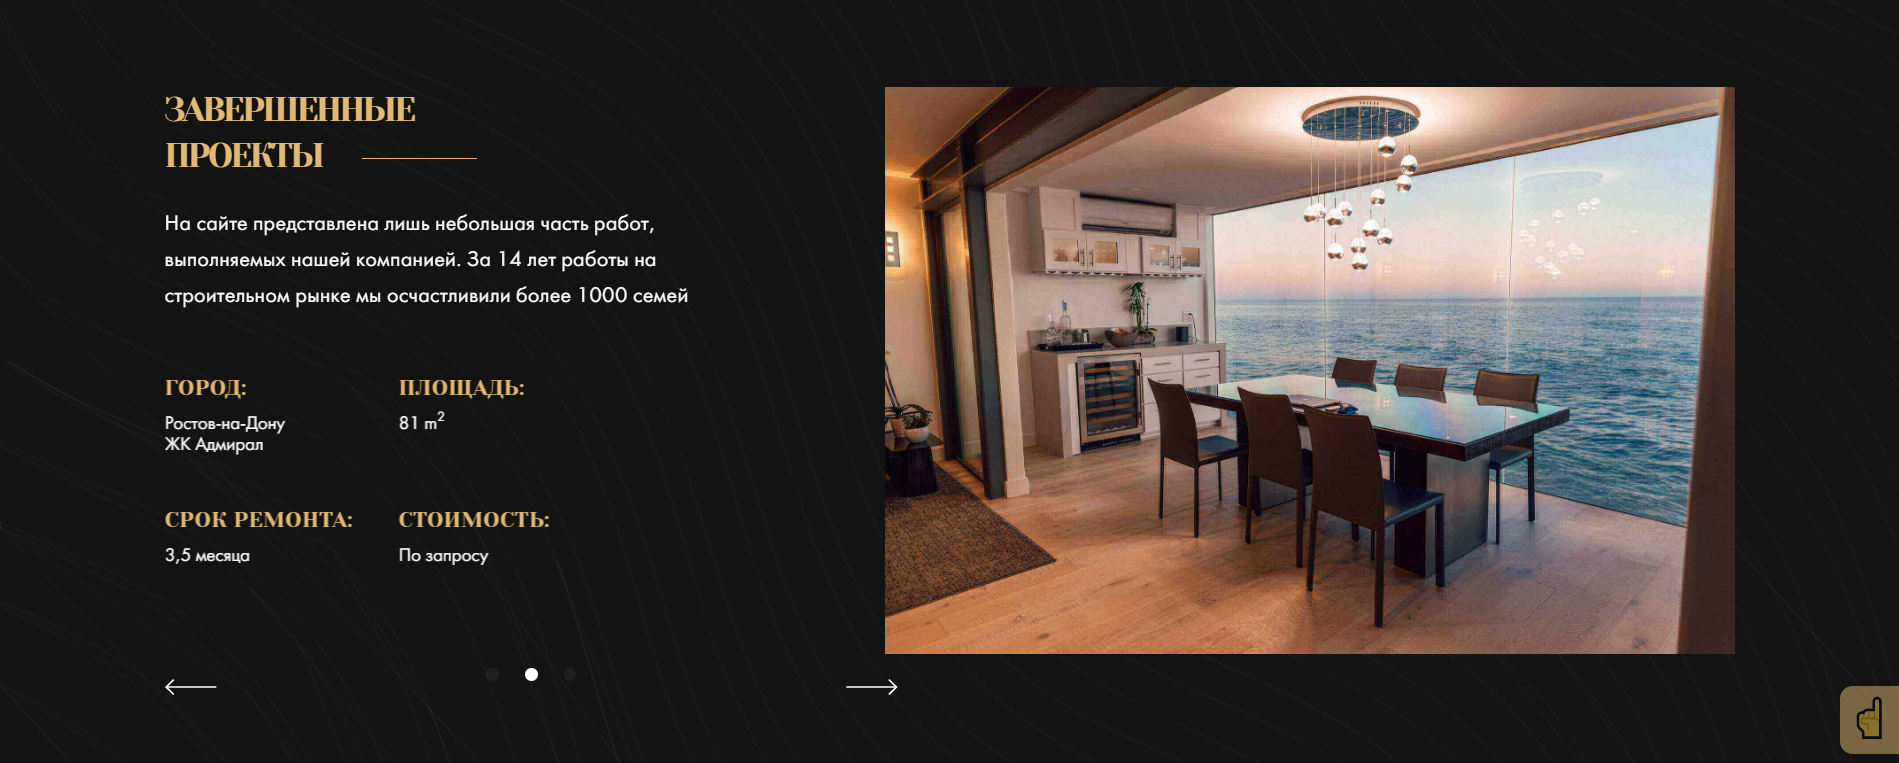 ЗАВЕРШЕННЫЕ
ПРОЕКТЫ
На сайте представлена лишь небольшая часть работ,
выполняемых нашей компанией. За 14 лет работы на
строительном рынке мы осчастливили более 1000 семей
ГОРОД:
Ростов-на-Дону
ЖК Адмирал
ПЛОЩАДЬ:
81 m²
СРОК РЕМОНТА:
3,5 месяца
СТОИМОСТЬ:
По запросу